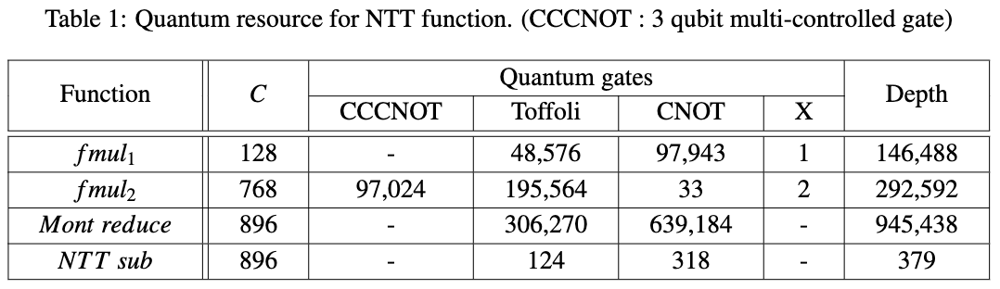 Table 1: Quantum resource for NTT function. (CCCNOT : 3 qubit multi-controlled gate)
Function C Quantum gates Depth
CCCNOT Toffoli CNOT X
fmul₁ 128 - 48,576 97,943 1 146,488
fmul₂ 768 97,024 195,564 33 2 292,592
Mont reduce 896 - 306,270 639,184 - 945,438
NTT sub 896 - 124 318 - 379